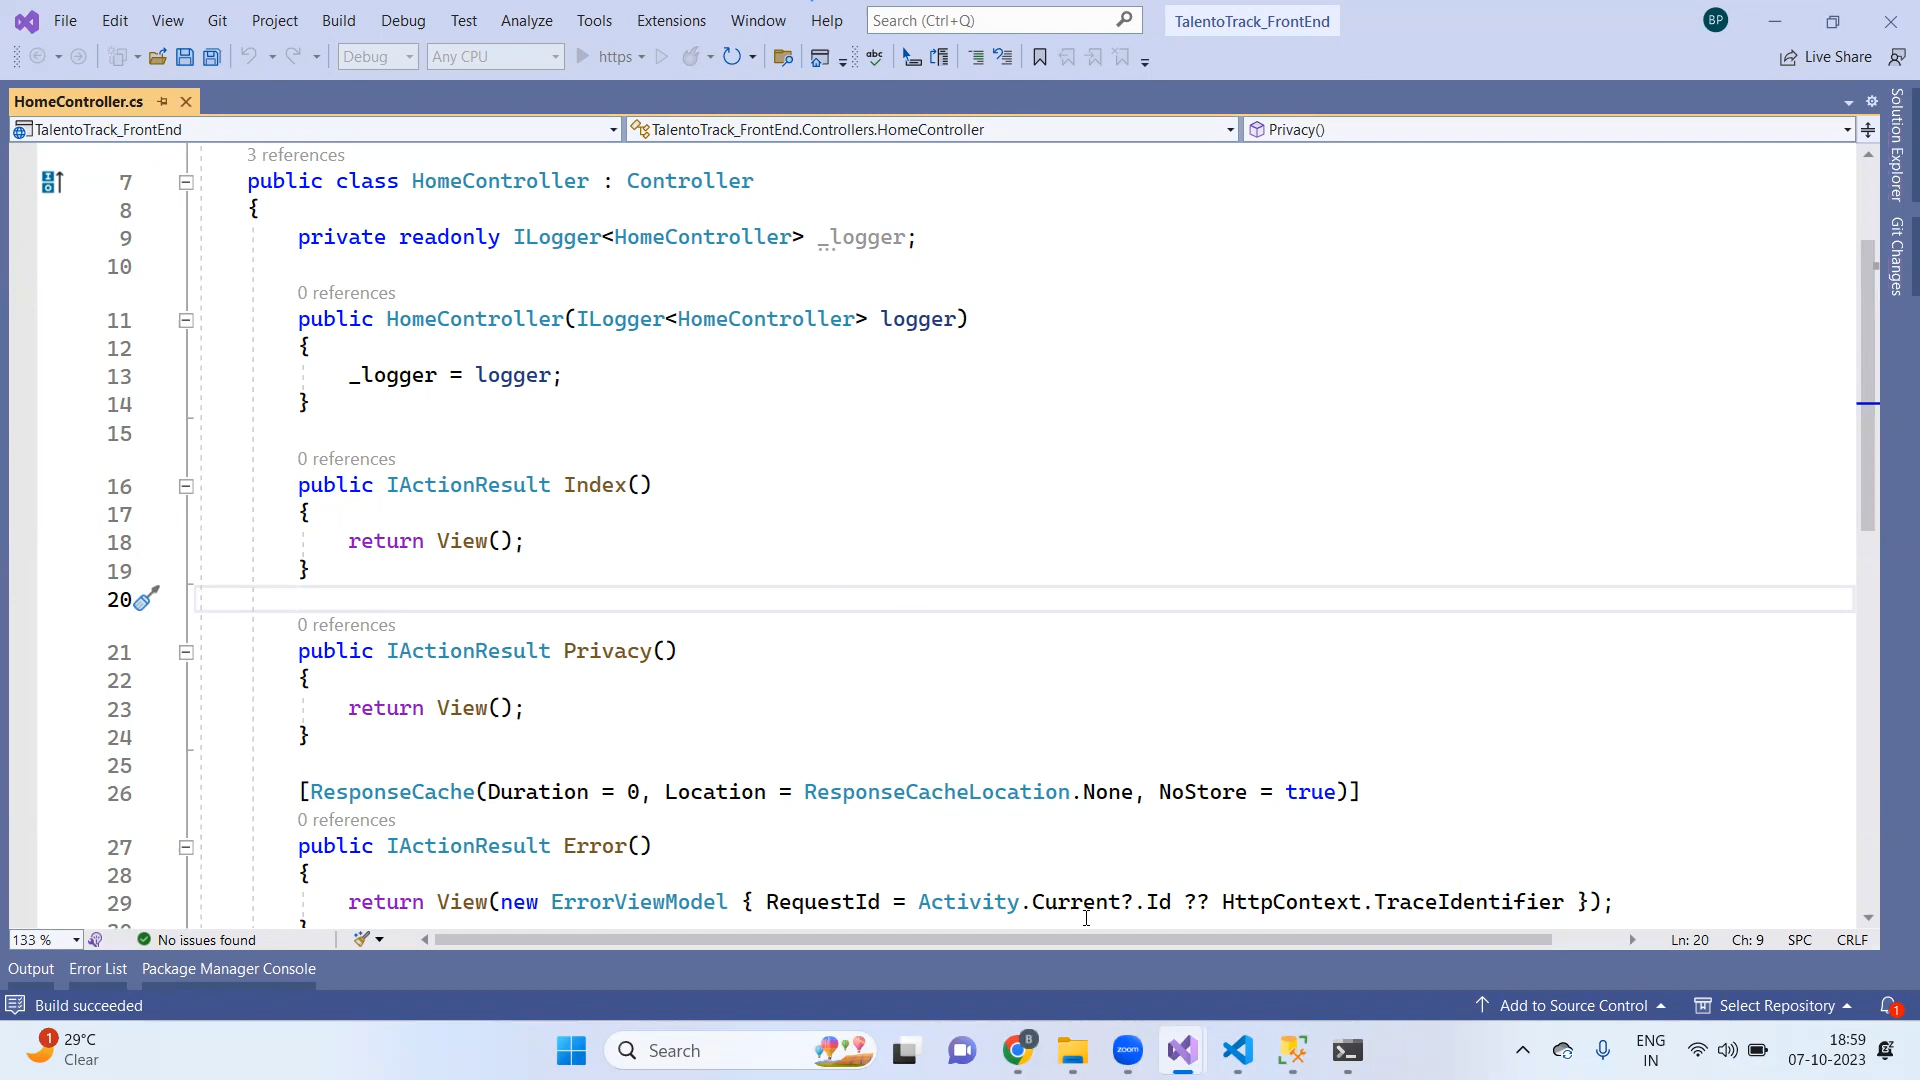 File Edit View Git Project Build Debug Test Analyze Tools Extensions Window Help Search (Ctrl+Q) TalentoTrack_FrontEnd BP
Debug Any CPU https abc Live Share
HomeController.cs
TalentoTrack_FrontEnd TalentoTrack_FrontEnd.Controllers.HomeController Privacy()
3 references
7 public class HomeController : Controller
8 {
9 private readonly ILogger<HomeController> _logger;
10
0 references
11 public HomeController(ILogger<HomeController> logger)
12 {
13 _logger = logger;
14 }
15
0 references
16 public IActionResult Index()
17 {
18 return View();
19 }
20
0 references
21 public IActionResult Privacy()
22 {
23 return View();
24 }
25
26 [ResponseCache(Duration = 0, Location = ResponseCacheLocation.None, NoStore = true)]
0 references
27 public IActionResult Error()
28 {
29 return View(new ErrorViewModel { RequestId = Activity.Current?.Id ?? HttpContext.TraceIdentifier });
Solution Explorer
Git Changes
133 % No issues found Ln: 20 Ch: 9 SPC CRLF
Output Error List Package Manager Console
Build succeeded Add to Source Control Select Repository 1
1 29°C
Clear
Search
B
zoom
ENG
IN
18:59
07-10-2023